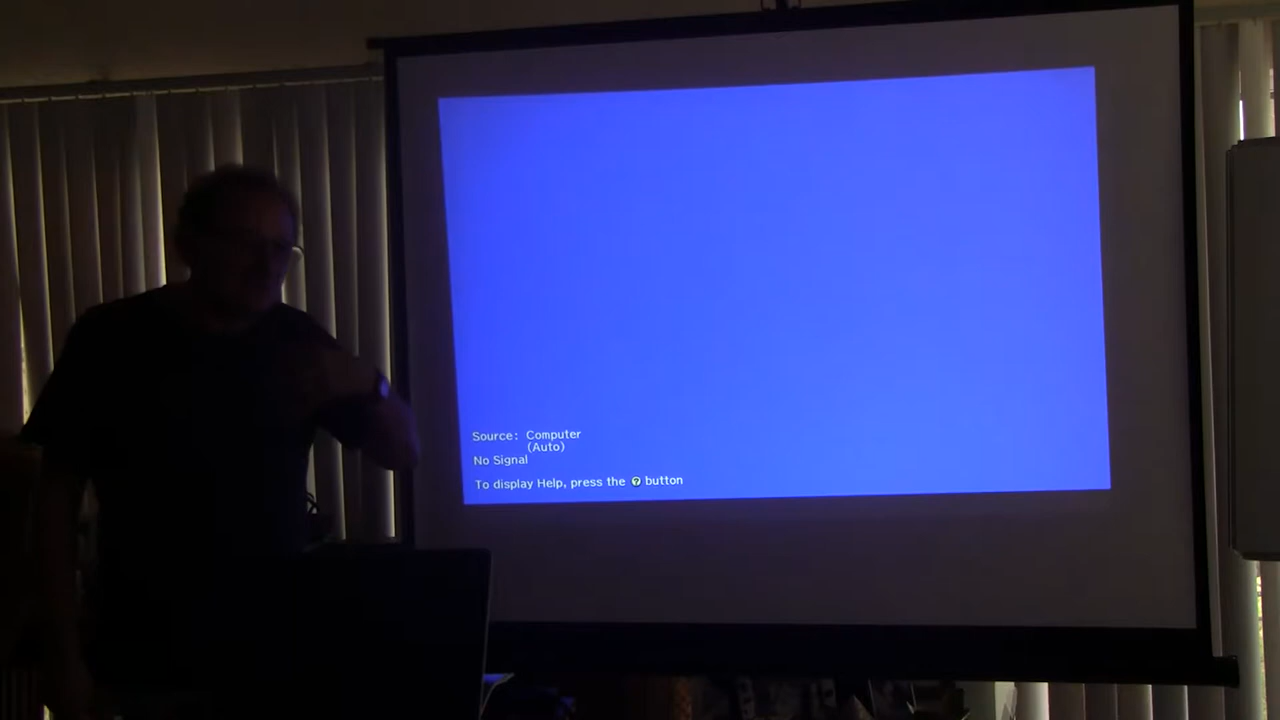 Source: Computer
(Auto)
No Signal
To display Help, press the ? button